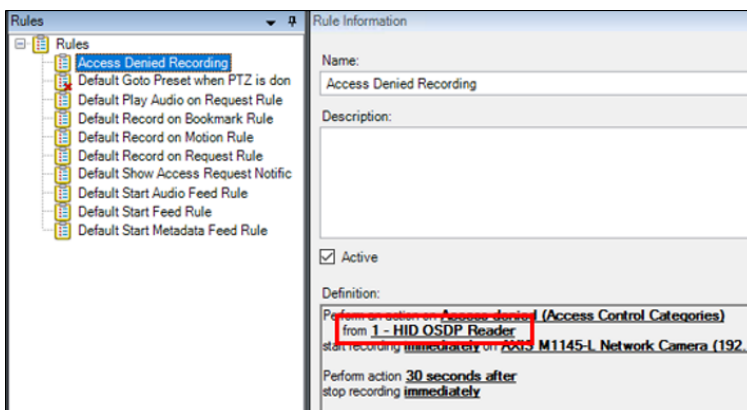 Rules
Rules
Access Denied Recording
Default Goto Preset when PTZ is don
Default Play Audio on Request Rule
Default Record on Bookmark Rule
Default Record on Motion Rule
Default Record on Request Rule
Default Show Access Request Notific
Default Start Audio Feed Rule
Default Start Feed Rule
Default Start Metadata Feed Rule
Rule Information
Name:
Access Denied Recording
Description:
Active
Definition:
Perform an action on Access denied (Access Control Categories)
from 1 - HID OSDP Reader
start recording immediately on AXIS M1145-L Network Camera (192..
Perform action 30 seconds after
stop recording immediately